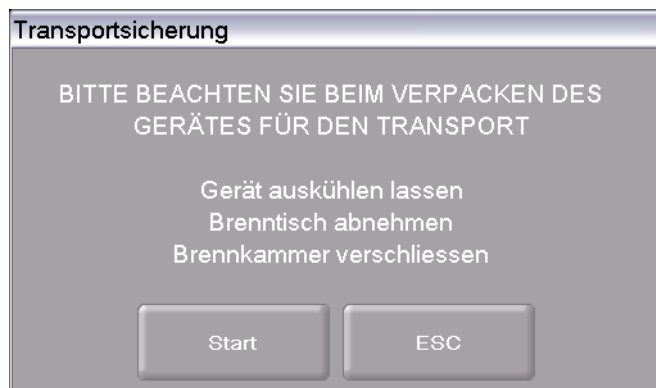 Transportsicherung
BITTE BEACHTEN SIE BEIM VERPACKEN DES
GERÄTES FÜR DEN TRANSPORT
Gerät auskühlen lassen
Brenntisch abnehmen
Brennkammer verschliessen
Start
ESC